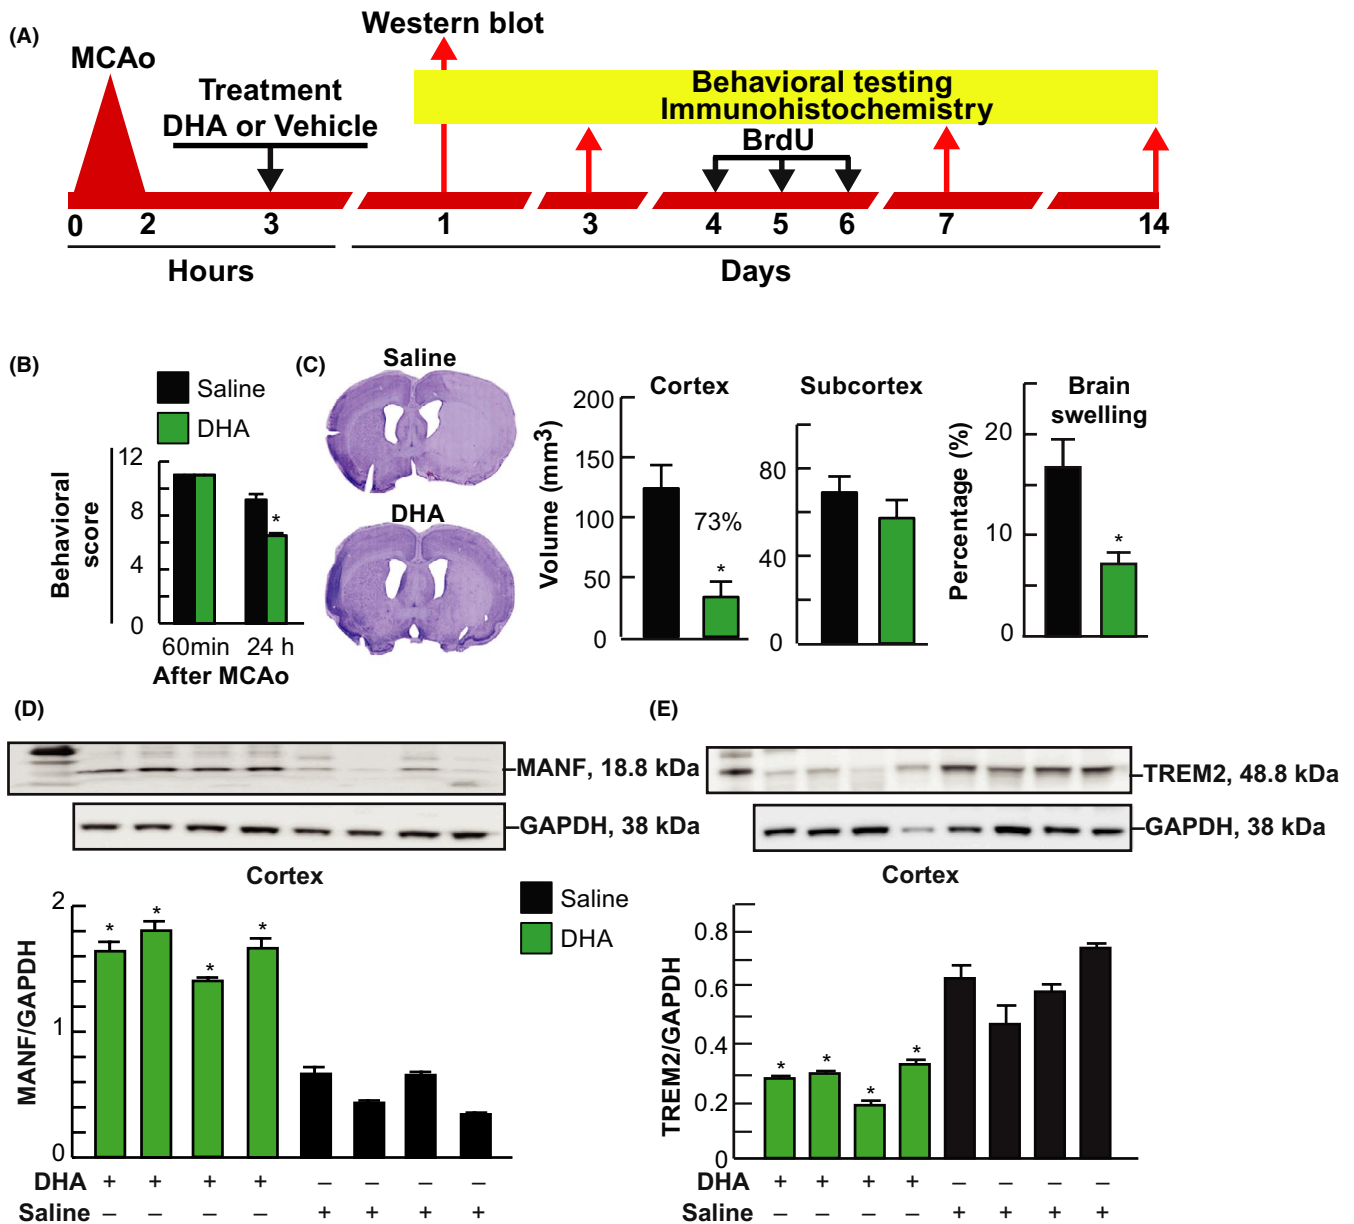 (A)
Western blot
MCAo
Treatment
DHA or Vehicle
Behavioral testing
Immunohistochemistry
BrdU
0 2 3 1 3 4 5 6 7 14
Hours Days
(B)
Saline
DHA
Behavioral
score
12
8
4
0
60min 24 h
After MCAo
(C)
Saline
DHA
Volume (mm3)
Cortex
200
150
100
50
0
73%
*
Subcortex
80
40
0
Percentage (%)
Brain
swelling
20
10
0
*
*
(D)
MANF, 18.8 kDa
GAPDH, 38 kDa
Cortex
MANF/GAPDH
2
1
0
* * * *
DHA + + + + – – – –
Saline – – – – + + + +
Saline
DHA
(E)
TREM2, 48.8 kDa
GAPDH, 38 kDa
Cortex
TREM2/GAPDH
0.8
0.6
0.4
0.2
0
* * * *
DHA + + + + – – – –
Saline – – – – + + + +